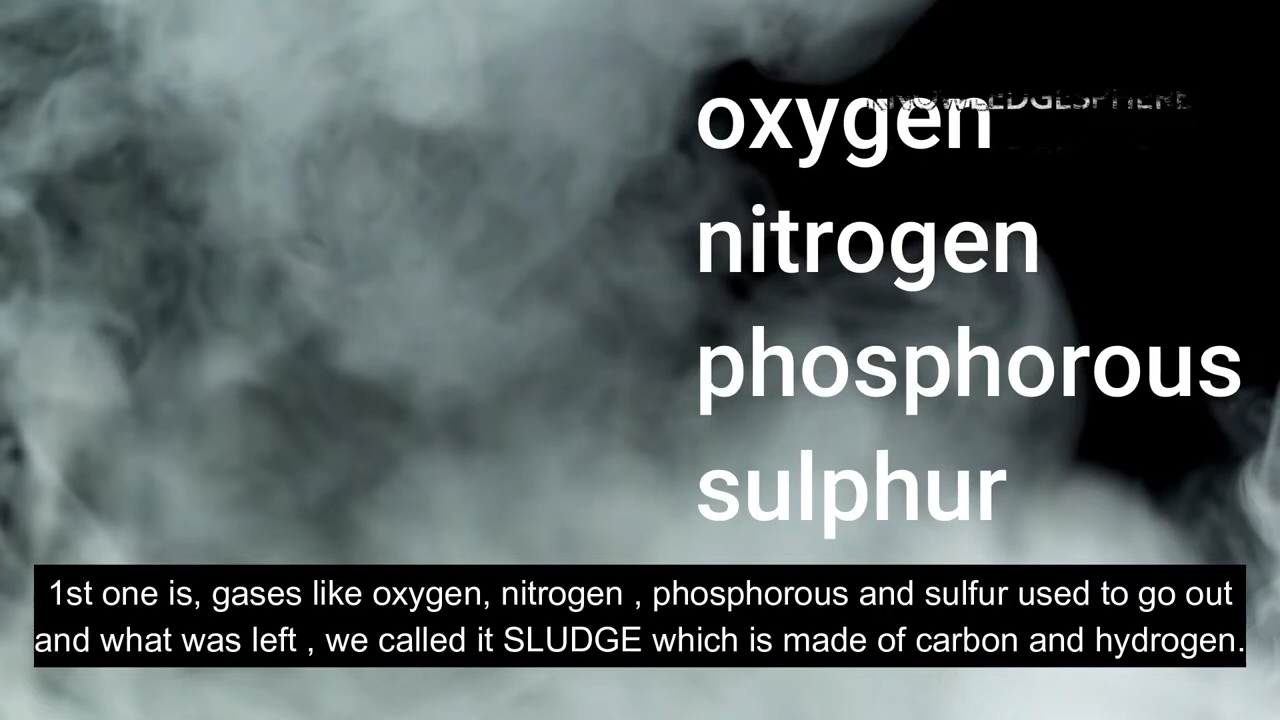 KNOWLEDGESPHERE
oxygen
nitrogen
phosphorous
sulphur
1st one is, gases like oxygen, nitrogen , phosphorous and sulfur used to go out
and what was left , we called it SLUDGE which is made of carbon and hydrogen.